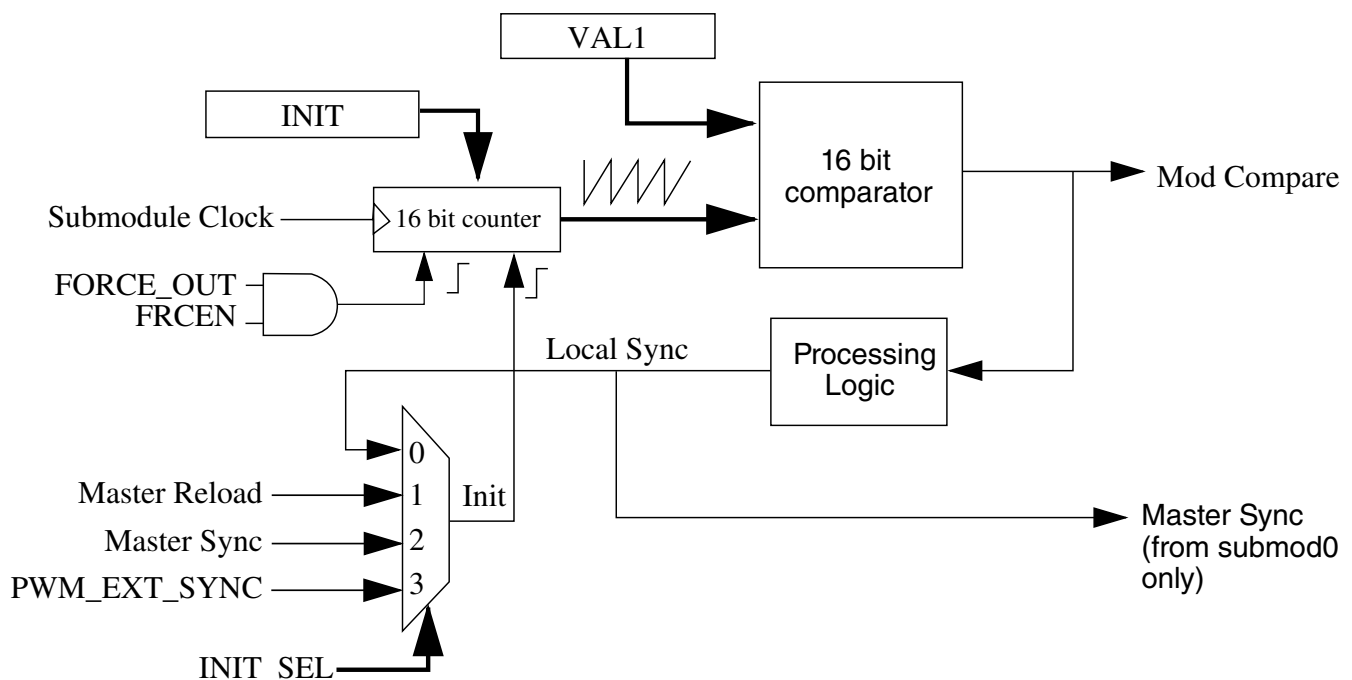 VAL1
INIT
16 bit
comparator
Mod Compare
Submodule Clock
16 bit counter
FORCE_OUT
FRCEN
Local Sync
Processing
Logic
0
Master Reload
1
Init
Master Sync
2
Master Sync
(from submod0
only)
PWM_EXT_SYNC
3
INIT_SEL